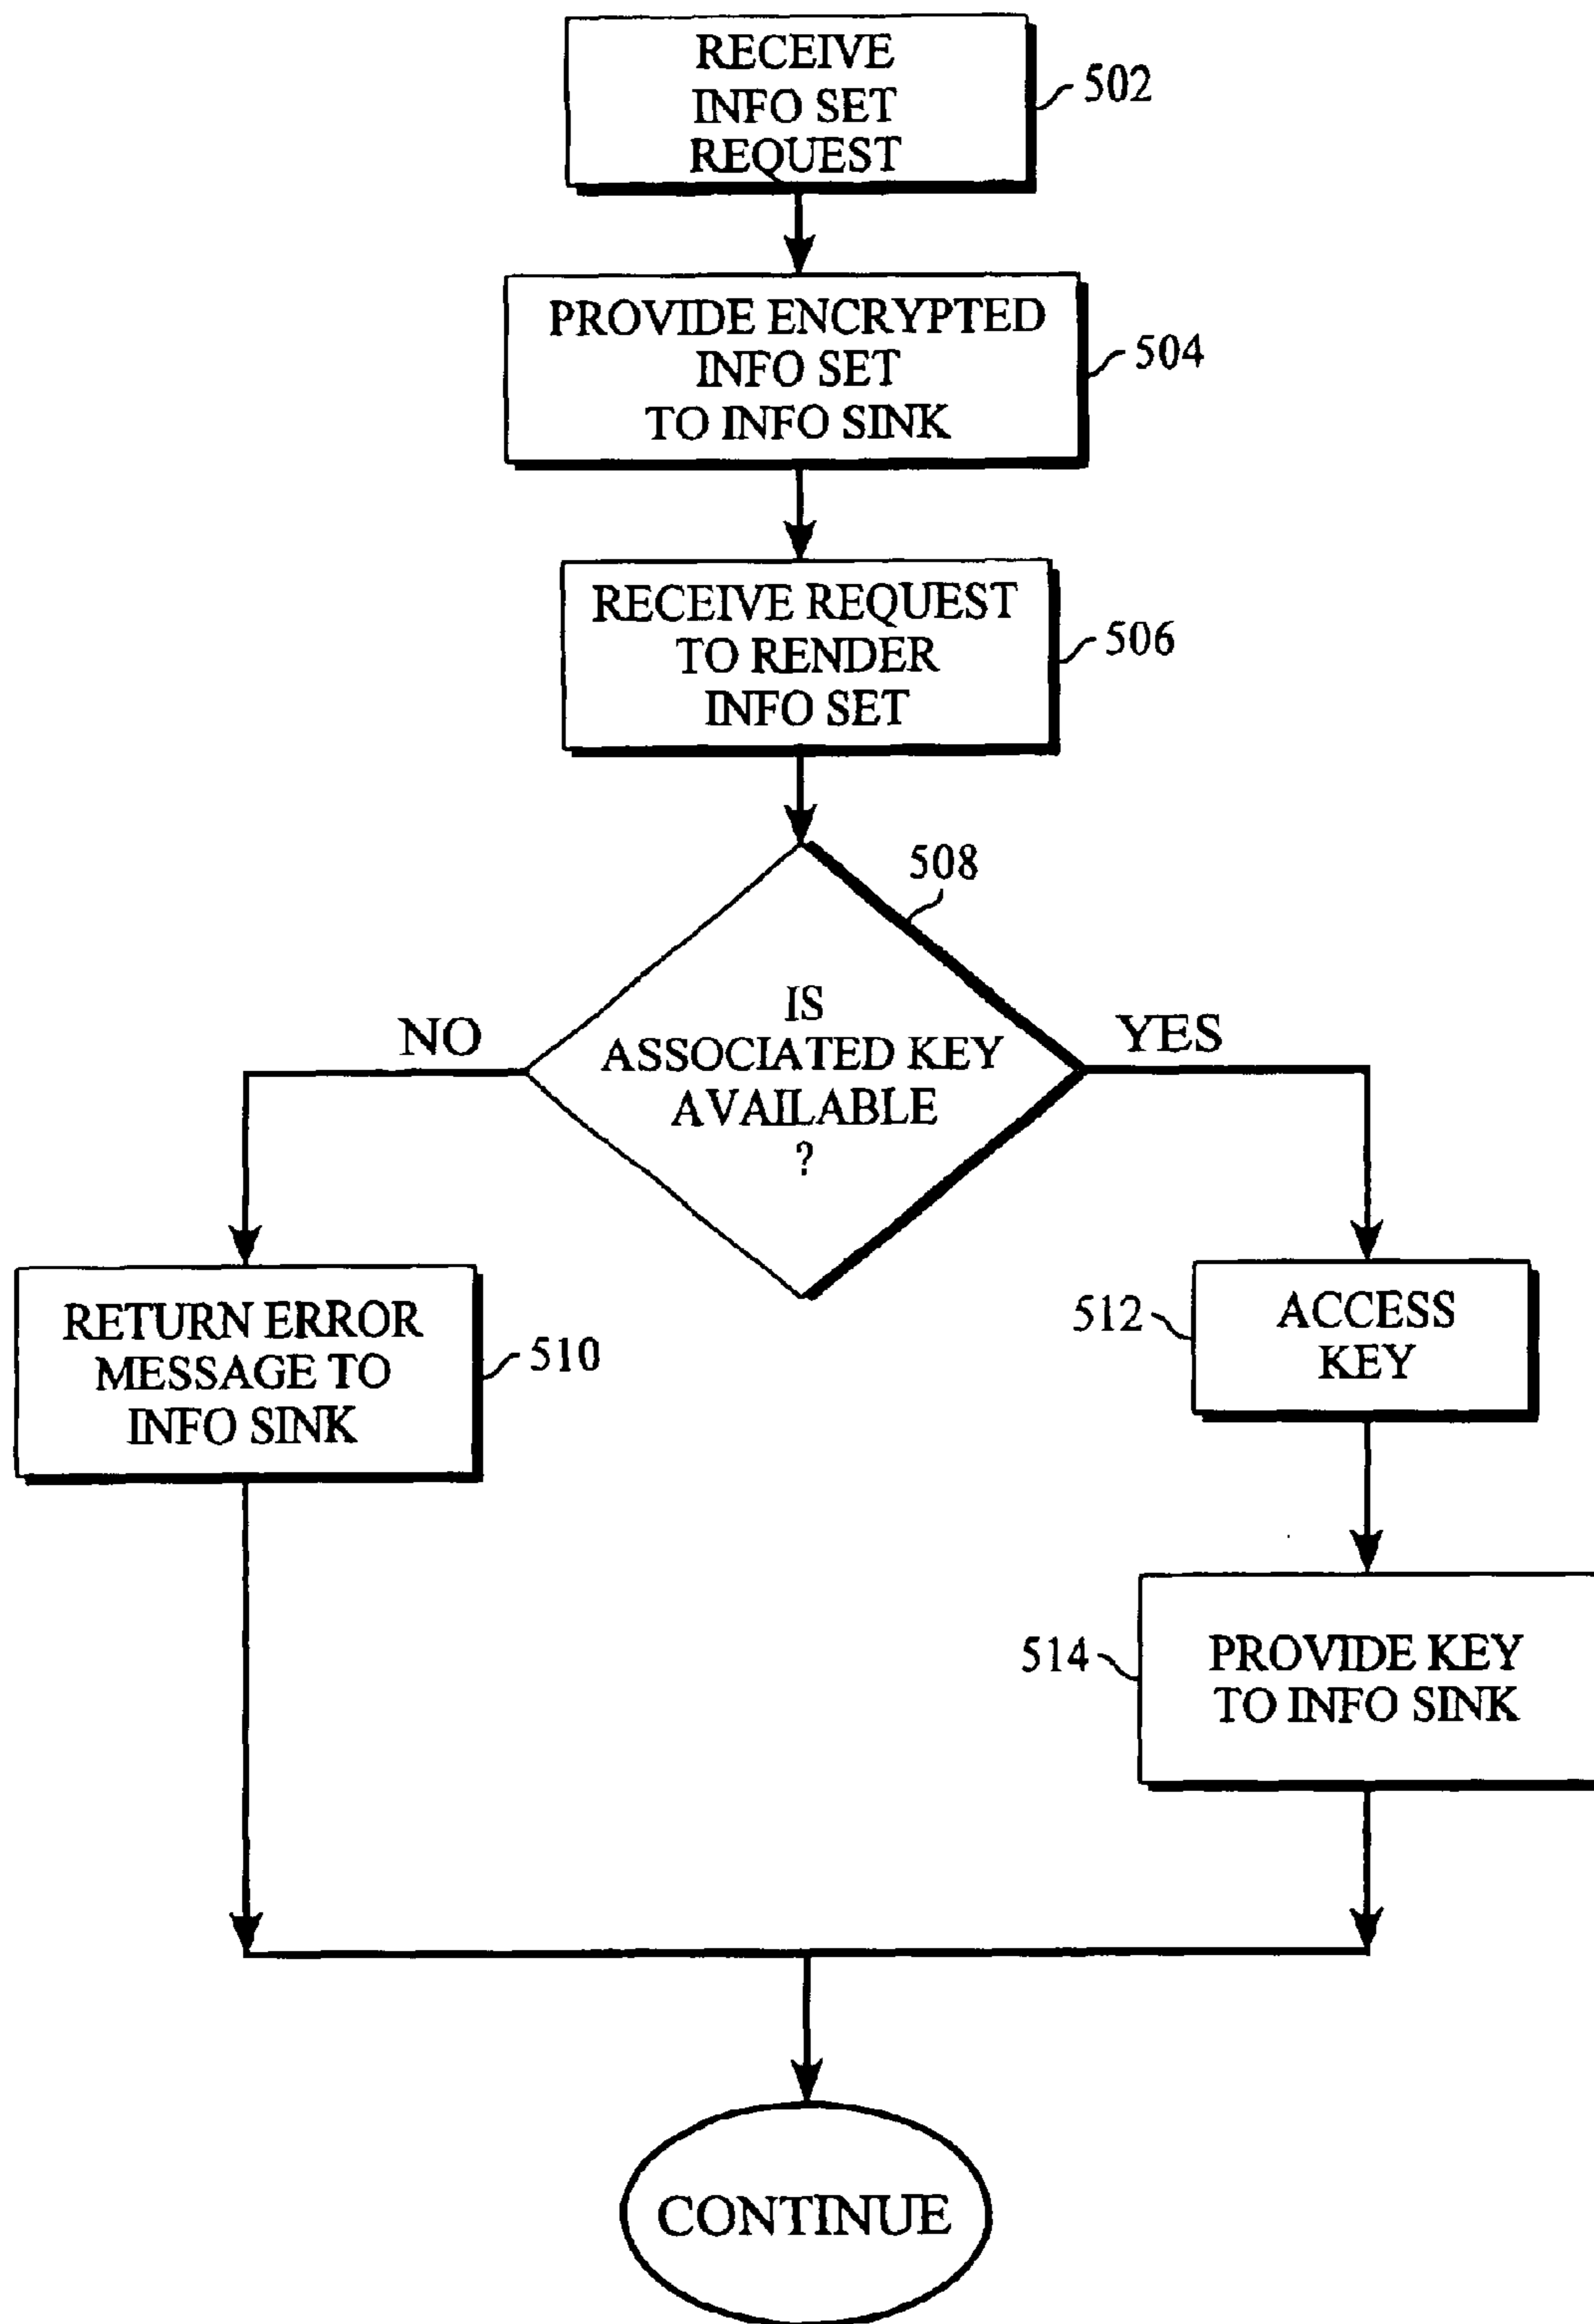 RECEIVE
INFO SET
REQUEST
502
PROVIDE ENCRYPTED
INFO SET
TO INFO SINK
504
RECEIVE REQUEST
TO RENDER
INFO SET
506
508
IS
ASSOCIATED KEY
AVAILABLE
?
NO
YES
RETURN ERROR
MESSAGE TO
INFO SINK
510
512
ACCESS
KEY
514
PROVIDE KEY
TO INFO SINK
CONTINUE